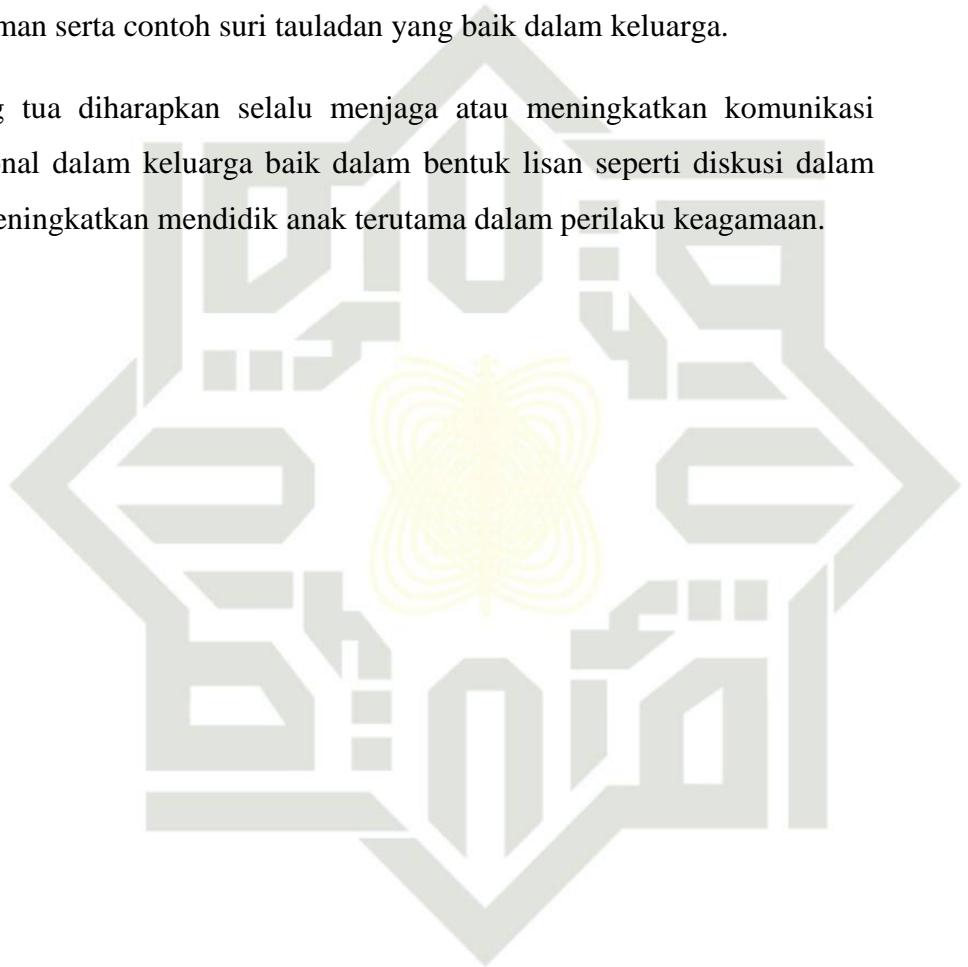 man serta contoh suri tauladan yang baik dalam keluarga.
g tua diharapkan selalu menjaga atau meningkatkan komunikasi
onal dalam keluarga baik dalam bentuk lisan seperti diskusi dalam
eningkatkan mendidik anak terutama dalam perilaku keagamaan.